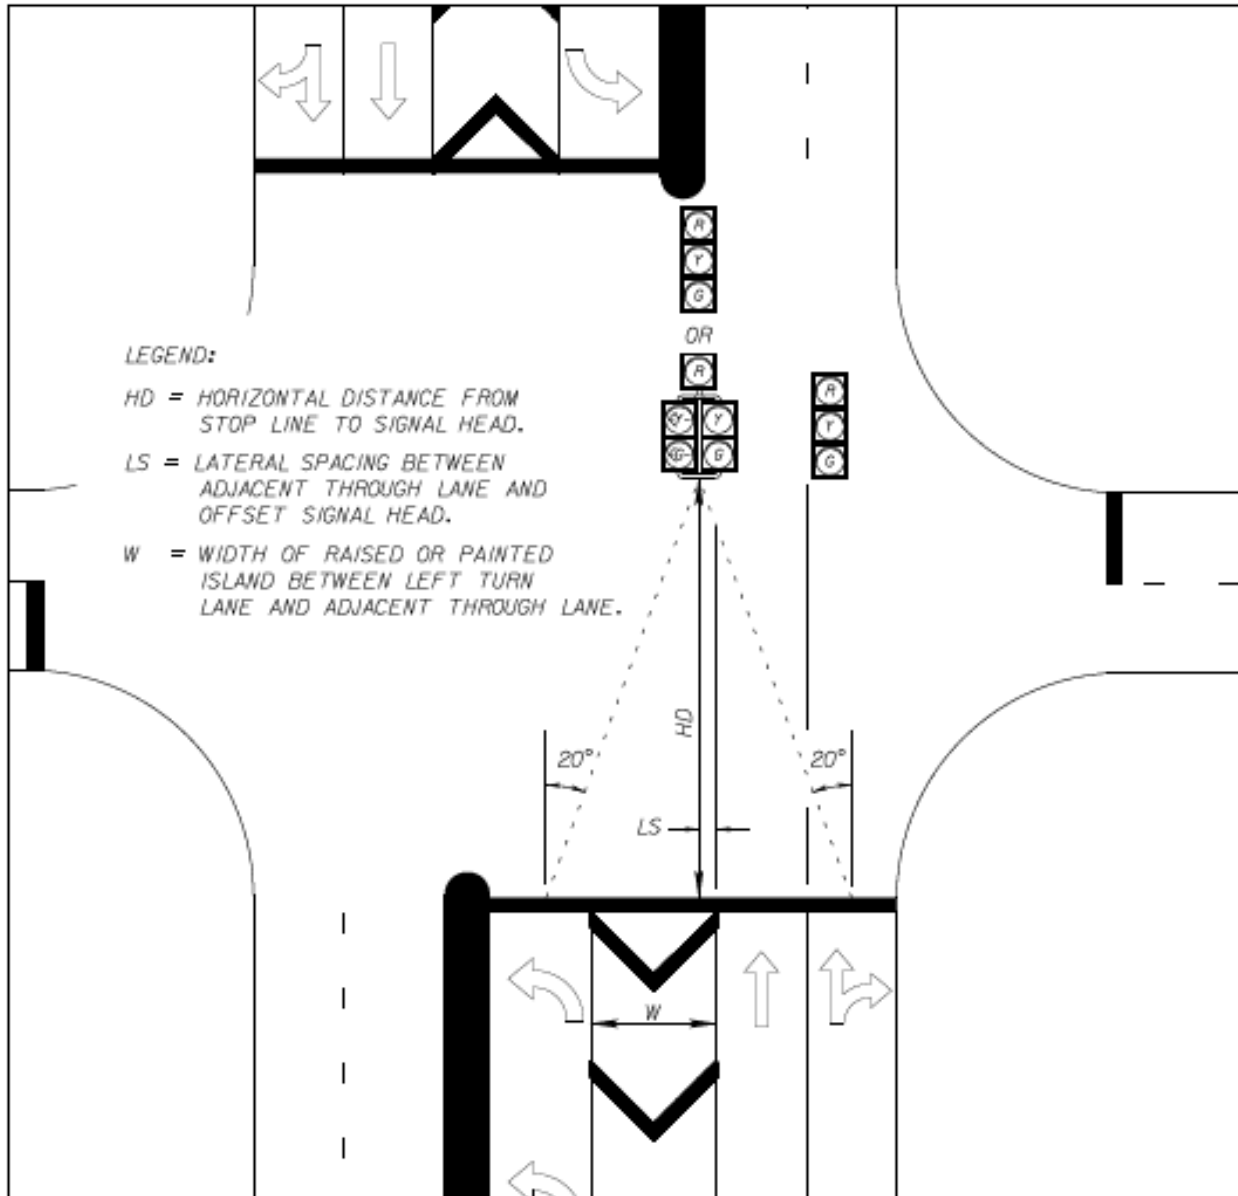 R
Y
G
OR
R
Y
G
R
Y
G
LEGEND:
HD = HORIZONTAL DISTANCE FROM
STOP LINE TO SIGNAL HEAD.
LS = LATERAL SPACING BETWEEN
ADJACENT THROUGH LANE AND
OFFSET SIGNAL HEAD.
W = WIDTH OF RAISED OR PAINTED
ISLAND BETWEEN LEFT TURN
LANE AND ADJACENT THROUGH LANE.
HD
20°
20°
LS
W